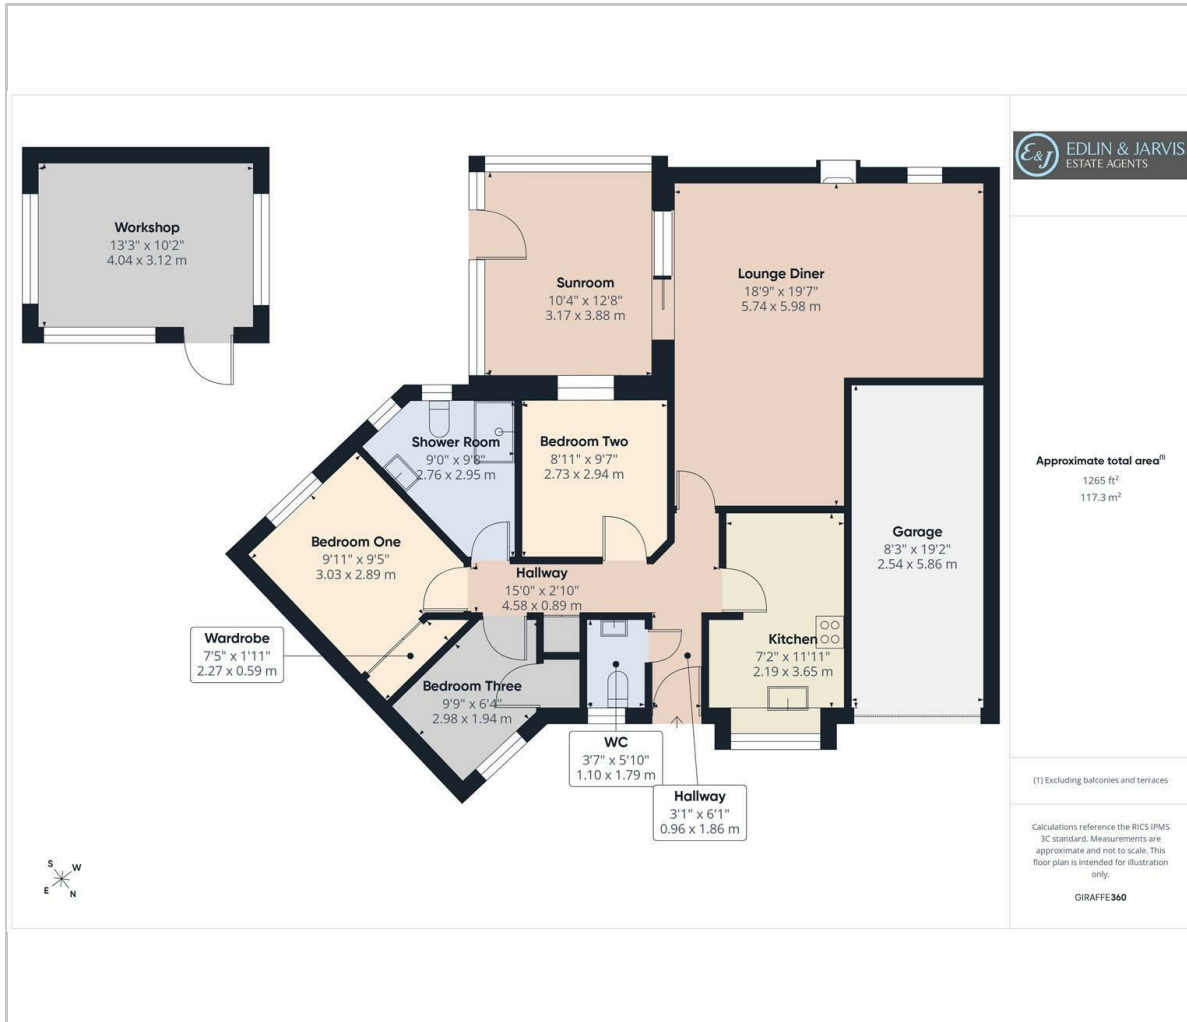 E&J
EDLIN & JARVIS
ESTATE AGENTS
Workshop
13'3" x 10'2"
4.04 x 3.12 m
Sunroom
10'4" x 12'8"
3.17 x 3.88 m
Lounge Diner
18'9" x 19'7"
5.74 x 5.98 m
Shower Room
9'0" x 9'8"
2.76 x 2.95 m
Bedroom Two
8'11" x 9'7"
2.73 x 2.94 m
Bedroom One
9'11" x 9'5"
3.03 x 2.89 m
Hallway
15'0" x 2'10"
4.58 x 0.89 m
Garage
8'3" x 19'2"
2.54 x 5.86 m
Wardrobe
7'5" x 1'11"
2.27 x 0.59 m
Bedroom Three
9'9" x 6'4"
2.98 x 1.94 m
Kitchen
7'2" x 11'11"
2.19 x 3.65 m
WC
3'7" x 5'10"
1.10 x 1.79 m
Hallway
3'1" x 6'1"
0.96 x 1.86 m
S
W
E
N
Approximate total area(1)
1265 ft²
117.3 m²
(1) Excluding balconies and terraces
Calculations reference the RICS IPMS
3C standard. Measurements are
approximate and not to scale. This
floor plan is intended for illustration
only.
GIRAFFE360